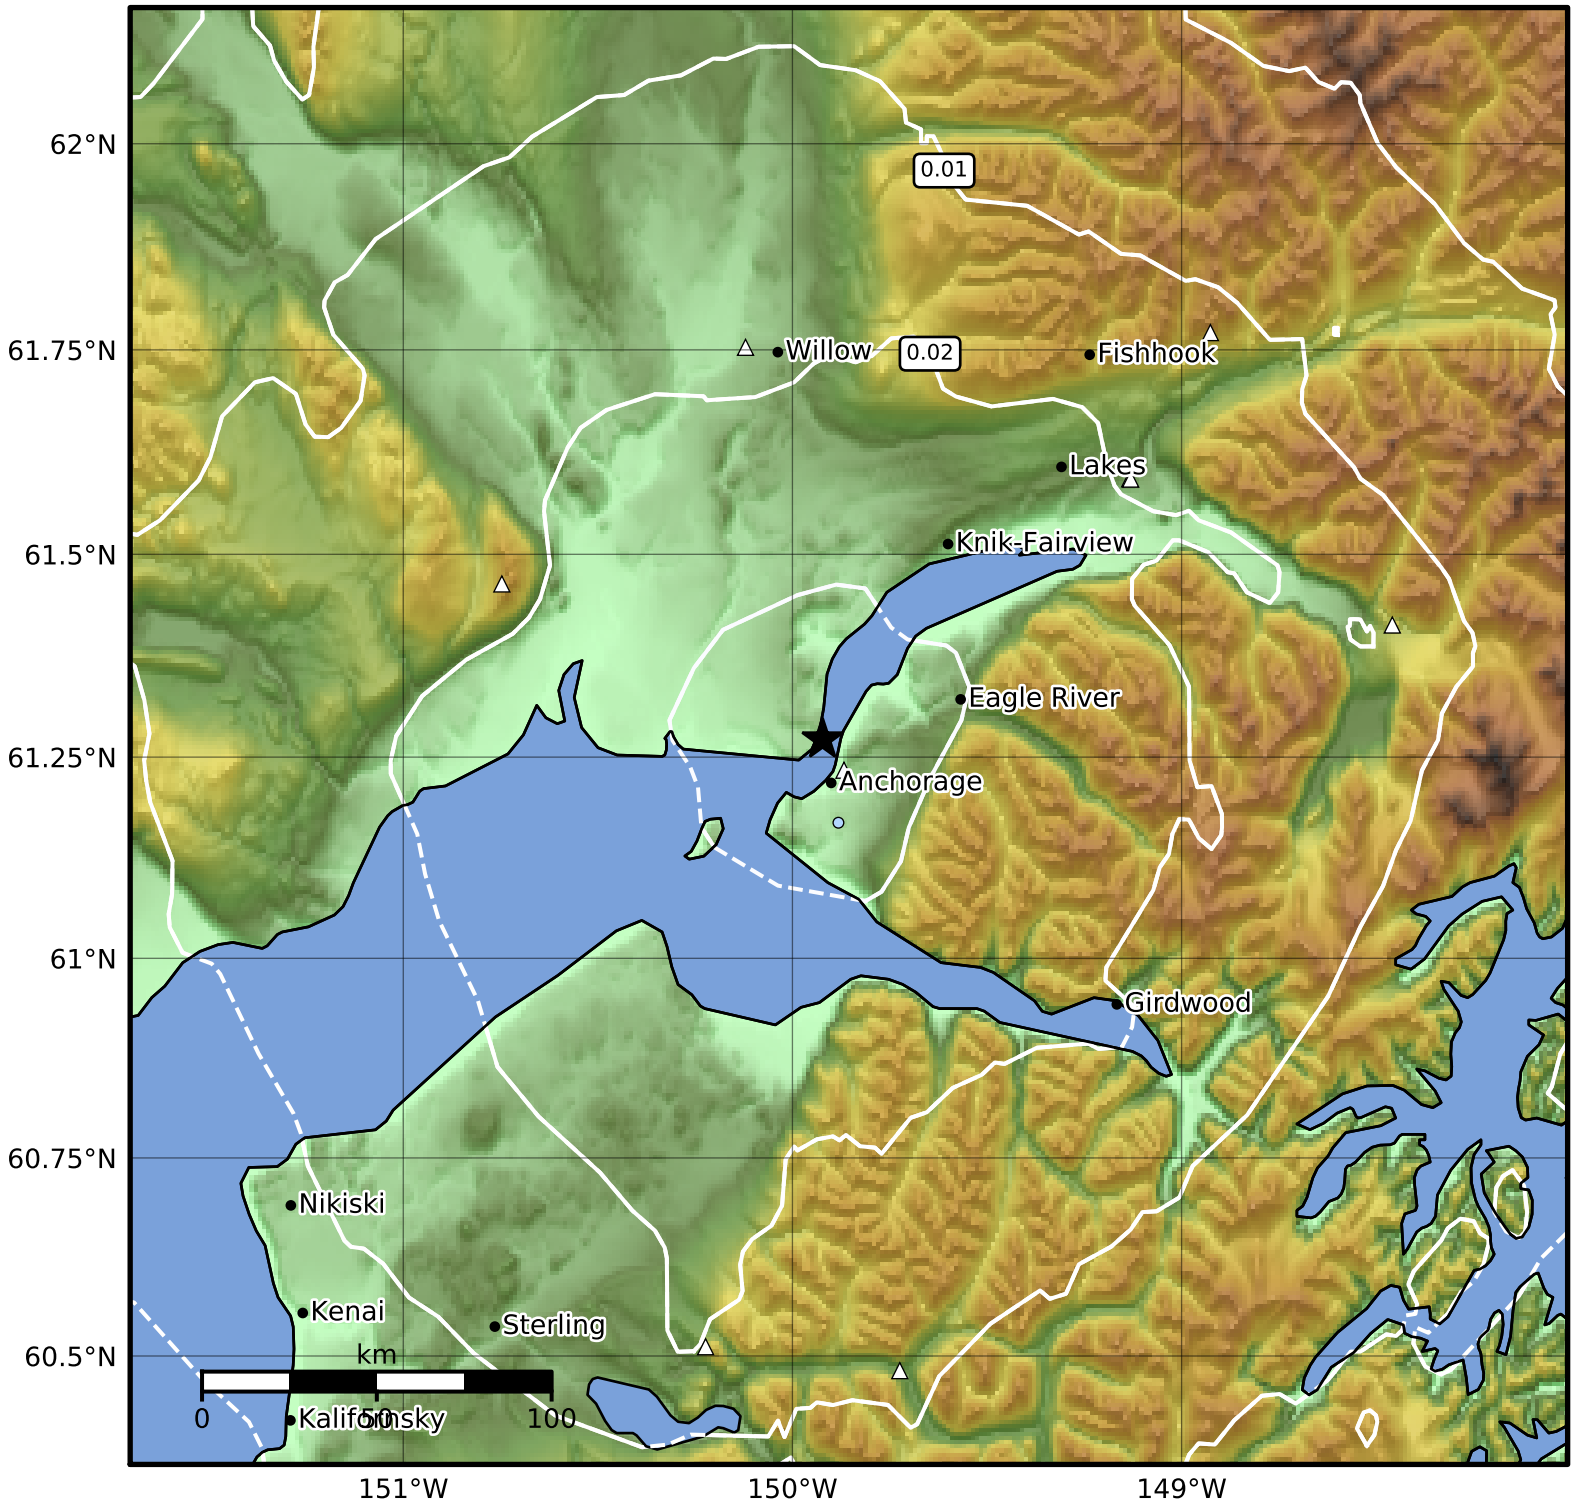 62°N
0.01
61.75°N
Willow
0.02
Fishhook
Lakes
61.5°N
Knik-Fairview
Eagle River
61.25°N
Anchorage
61°N
Girdwood
60.75°N
Nikiski
Kenai
Sterling
60.5°N
km
0
50
100
Kalifornsky
151°W
150°W
149°W